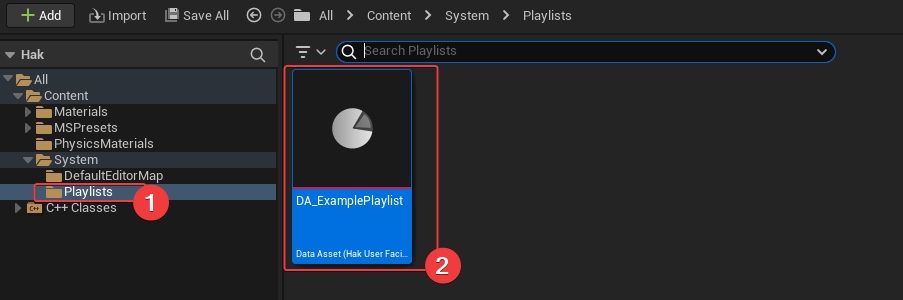 Add
Import
Save All
All
Content
System
Playlists
Hak
Search Playlists
All
Content
Materials
MSPresets
PhysicsMaterials
System
DefaultEditorMap
Playlists
C++ Classes
1
DA_ExamplePlaylist
Data Asset (Hak User Faci...
2